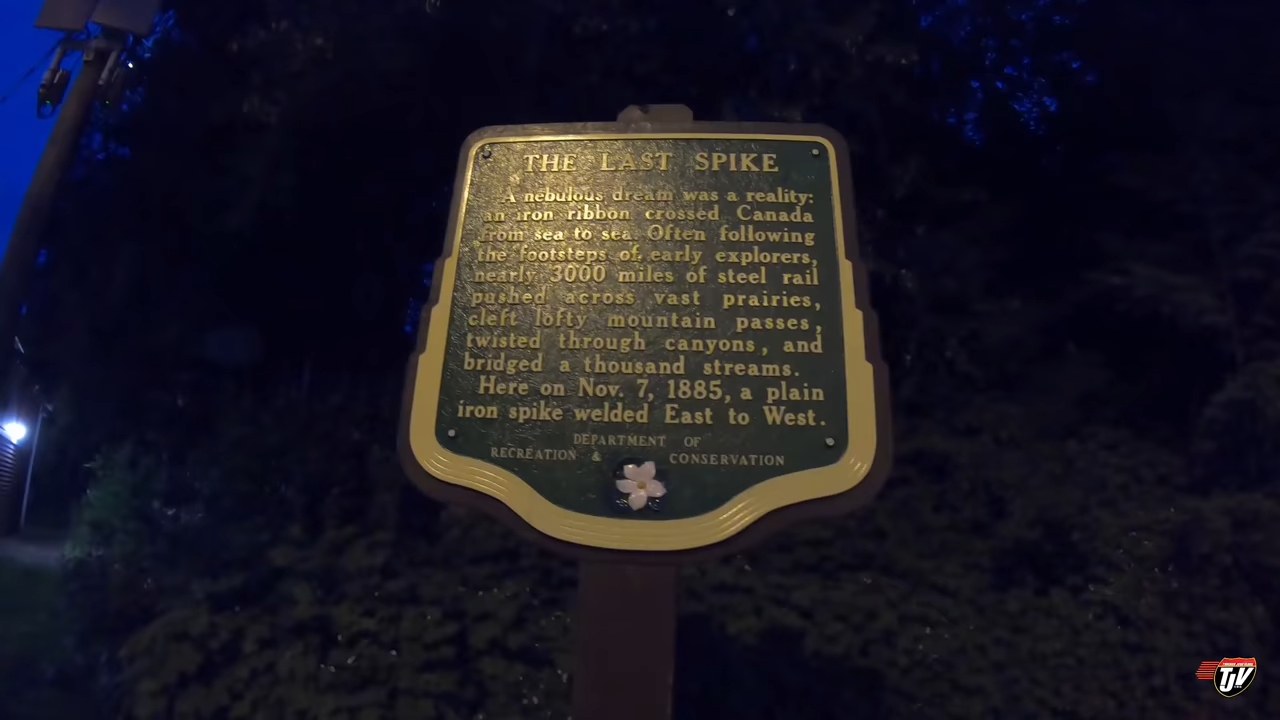 THE LAST SPIKE
A nebulous dream was a reality:
an iron ribbon crossed Canada
from sea to sea. Often following
the footsteps of early explorers,
nearly 3000 miles of steel rail
pushed across vast prairies,
cleft lofty mountain passes,
twisted through canyons, and
bridged a thousand streams.
Here on Nov. 7, 1885, a plain
iron spike welded East to West.
DEPARTMENT OF
RECREATION & CONSERVATION
TJV